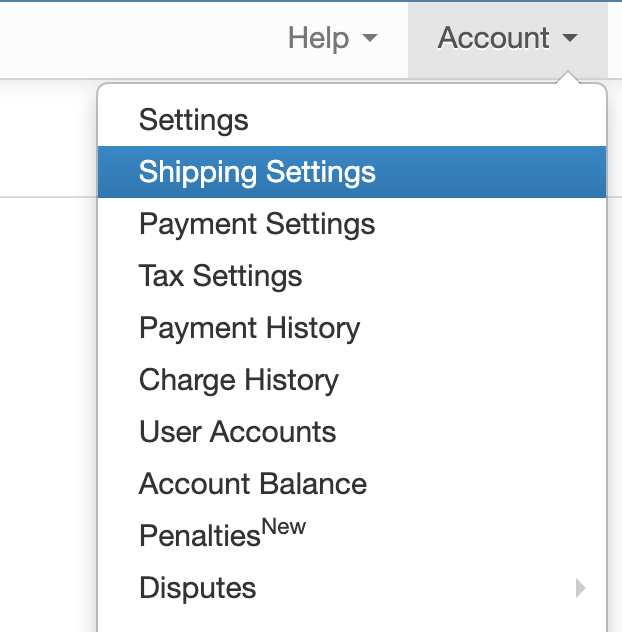 Help Account
Settings
Shipping Settings
Payment Settings
Tax Settings
Payment History
Charge History
User Accounts
Account Balance
PenaltiesNew
Disputes